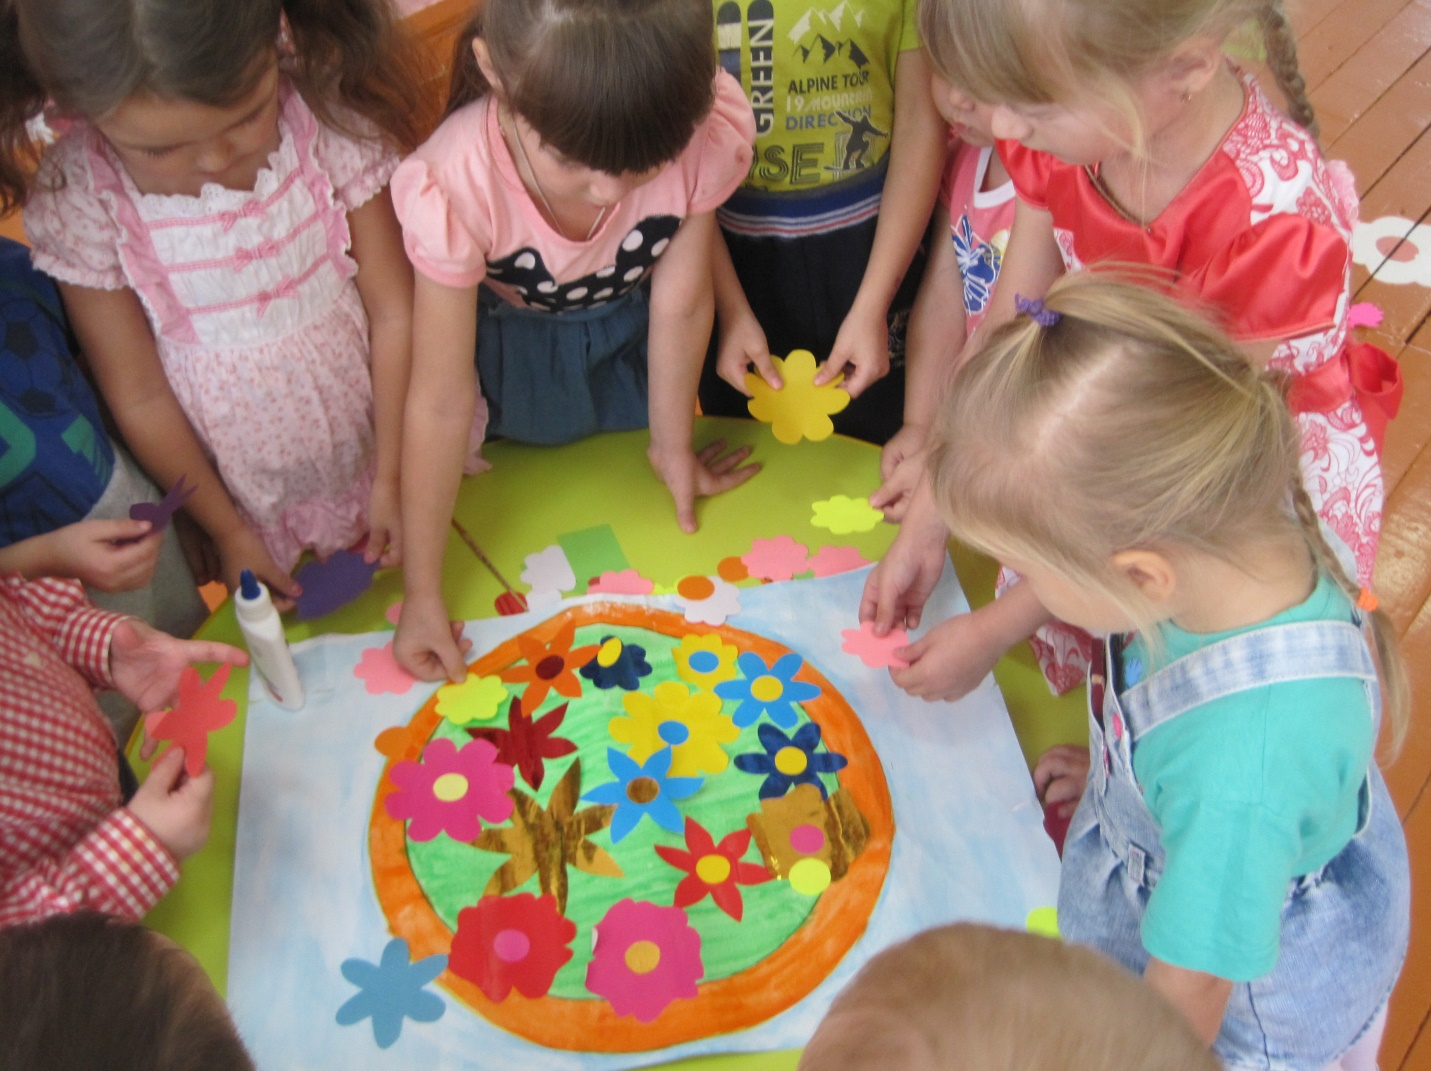 GREEN
ALPINE TOUR
19 MOUNTAIN
DIRECTION